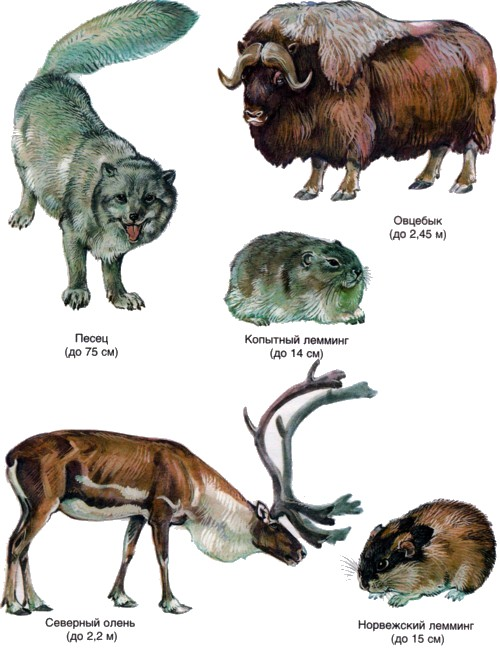 Овцебык
(до 2,45 м)
Песец
(до 75 см)
Копытный лемминг
(до 14 см)
Северный олень
(до 2,2 м)
Норвежский лемминг
(до 15 см)